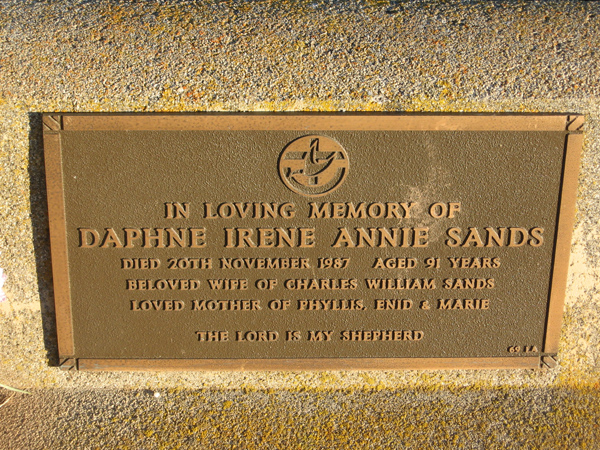 IN LOVING MEMORY OF
DAPHNE IRENE ANNIE SANDS
DIED 20TH NOVEMBER 1987 AGED 91 YEARS
BELOVED WIFE OF CHARLES WILLIAM SANDS
LOVED MOTHER OF PHYLLIS, ENID & MARIE
THE LORD IS MY SHEPHERD